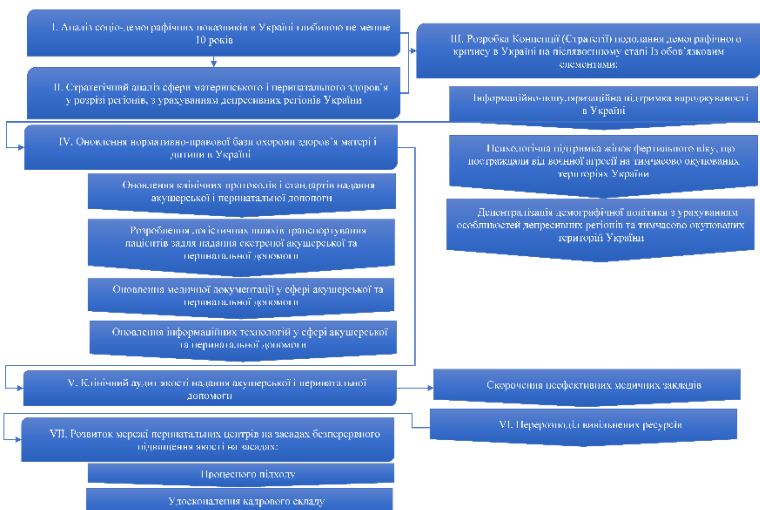 І. Аналіз соціо-демографічних показників в Україні глибиною не менше
10 років
ІІ. Стратегічний аналіз сфери материнського і перинатального здоров'я
у розрізі регіонів, з урахуванням депресивних регіонів України
ІІІ. Розробка Концепції (Стратегії) подолання демографічного
кризису в Україні на післявоєнному етапі Із обов'язковим
елементами:
Інформаційно-популяризаційна підтримка народжуваності
в Україні
Психологічна підтримка жінок фертильного віку, що
постраждали від воєнної агресії на тимчасово окупованих
територіях України
Децентралізація демографічної політики з урахуванням
особливостей депресивних регіонів та тимчасово окупованих
територій України
IV. Оновлення нормативно-правової бази охорони здоров'я матері і
дитини в Україні
Оновлення клінічних протоколів і стандартів надання
акушерської і перинатальної допомоги
Розроблення логістичних шляхів транспортування
пацієнтів задля надання екстреної акушерської та
перинатальної допомоги
Оновлення медичної документації у сфері акушерської та
перинатальної допомоги
Оновлення інформаційних технологій у сфері акушерської
та перинатальної допомоги
V. Клінічний аудит якості надання акушерської і перинатальної
допомоги
Скорочення неефективних медичних закладів
VI. Перерозподіл вивільнених ресурсів
VII. Розвиток мережі перинатальних центрів на засадах безперервного
підвищення якості на засадах:
Процесного підходу
Удосконалення кадрового складу